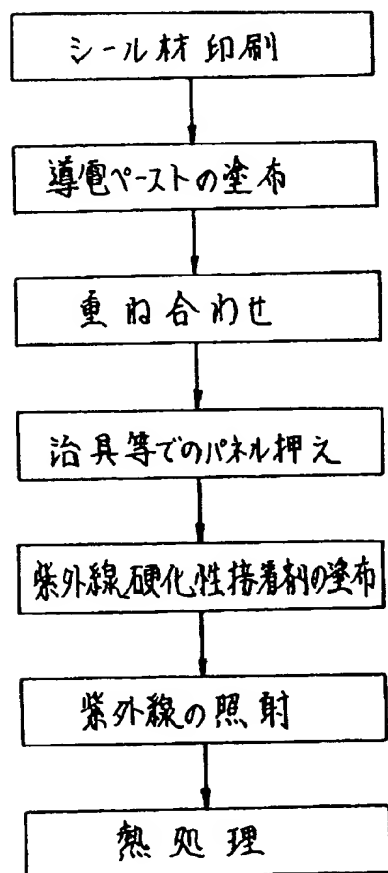 シール材印刷
導電ペーストの塗布
重ね合わせ
治具等でのパネル押え
紫外線硬化性接着剤の塗布
紫外線の照射
熱処理